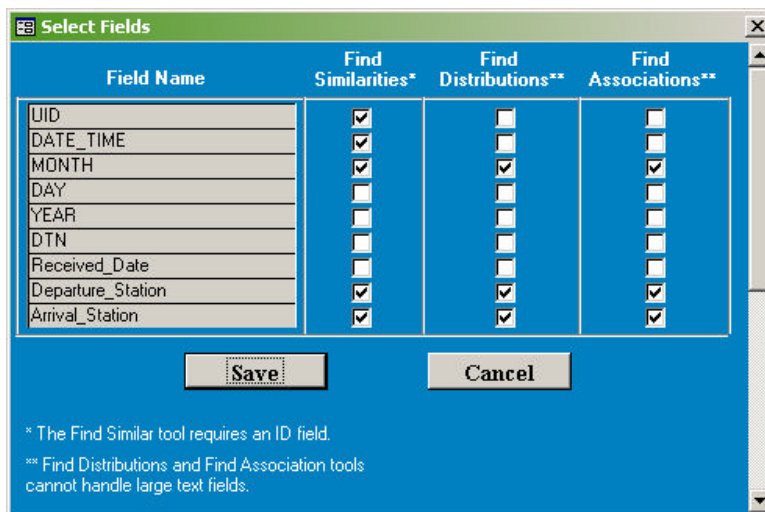 Select Fields
Field Name
Find Similarities*
Find Distributions**
Find Associations**
UID
DATE_TIME
MONTH
DAY
YEAR
DTN
Received_Date
Departure_Station
Arrival_Station
Save
Cancel
* The Find Similar tool requires an ID field.
** Find Distributions and Find Association tools
cannot handle large text fields.